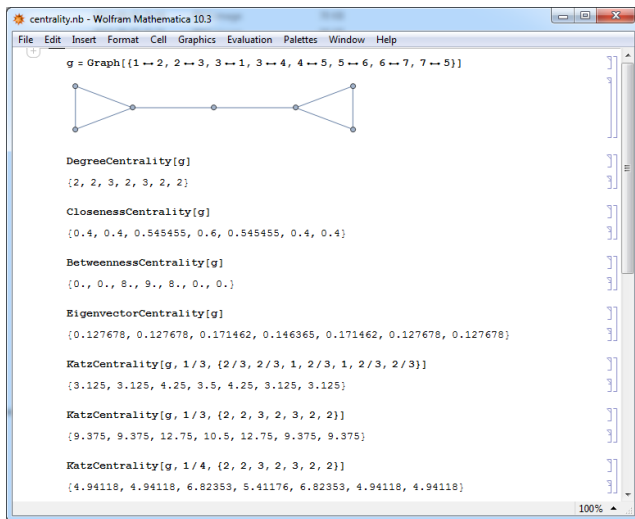 centrality.nb - Wolfram Mathematica 10.3
File Edit Insert Format Cell Graphics Evaluation Palettes Window Help
g = Graph[{1 ↔ 2, 2 ↔ 3, 3 ↔ 1, 3 ↔ 4, 4 ↔ 5, 5 ↔ 6, 6 ↔ 7, 7 ↔ 5}]
DegreeCentrality[g]
{2, 2, 3, 2, 3, 2, 2}
ClosenessCentrality[g]
{0.4, 0.4, 0.545455, 0.6, 0.545455, 0.4, 0.4}
BetweennessCentrality[g]
{0., 0., 8., 9., 8., 0., 0.}
EigenvectorCentrality[g]
{0.127678, 0.127678, 0.171462, 0.146365, 0.171462, 0.127678, 0.127678}
KatzCentrality[g, 1/3, {2/3, 2/3, 1, 2/3, 1, 2/3, 2/3}]
{3.125, 3.125, 4.25, 3.5, 4.25, 3.125, 3.125}
KatzCentrality[g, 1/3, {2, 2, 3, 2, 3, 2, 2}]
{9.375, 9.375, 12.75, 10.5, 12.75, 9.375, 9.375}
KatzCentrality[g, 1/4, {2, 2, 3, 2, 3, 2, 2}]
{4.94118, 4.94118, 6.82353, 5.41176, 6.82353, 4.94118, 4.94118}
100%